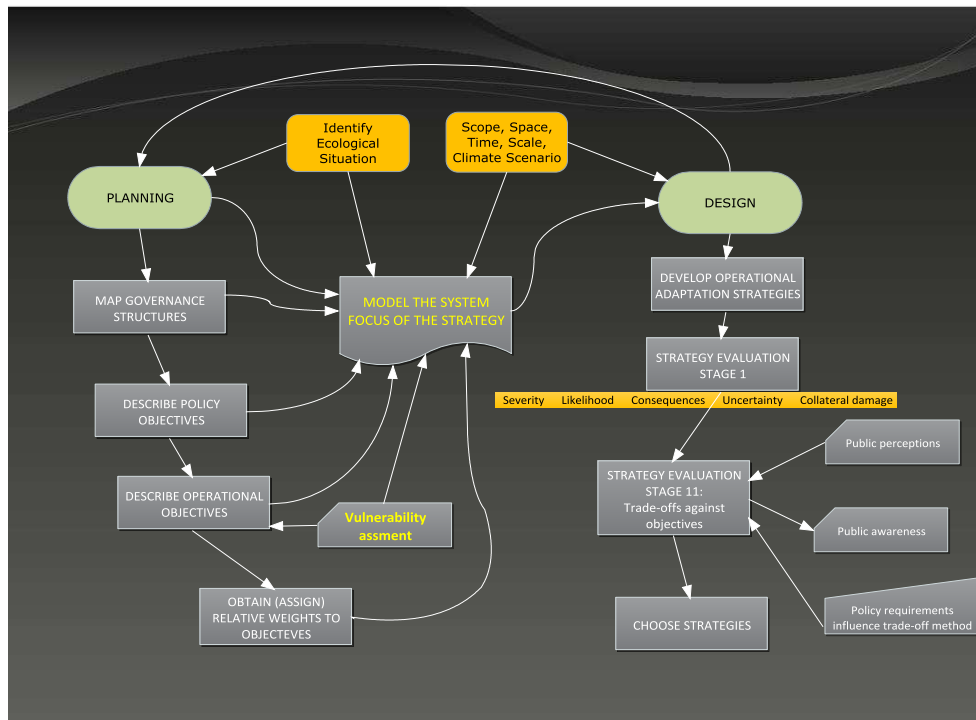 Identify
Ecological
Situation
Scope, Space,
Time, Scale,
Climate Scenario
PLANNING
DESIGN
MAP GOVERNANCE
STRUCTURES
MODEL THE SYSTEM
FOCUS OF THE STRATEGY
DEVELOP OPERATIONAL
ADAPTATION STRATEGIES
STRATEGY EVALUATION
STAGE 1
Severity Likelihood Consequences Uncertainty Collateral damage
DESCRIBE POLICY
OBJECTIVES
Public perceptions
STRATEGY EVALUATION
STAGE 11:
Trade-offs against
objectives
DESCRIBE OPERATIONAL
OBJECTIVES
Vulnerability
assment
Public awareness
OBTAIN (ASSIGN)
RELATIVE WEIGHTS TO
OBJECTEVES
CHOOSE STRATEGIES
Policy requirements
influence trade-off method